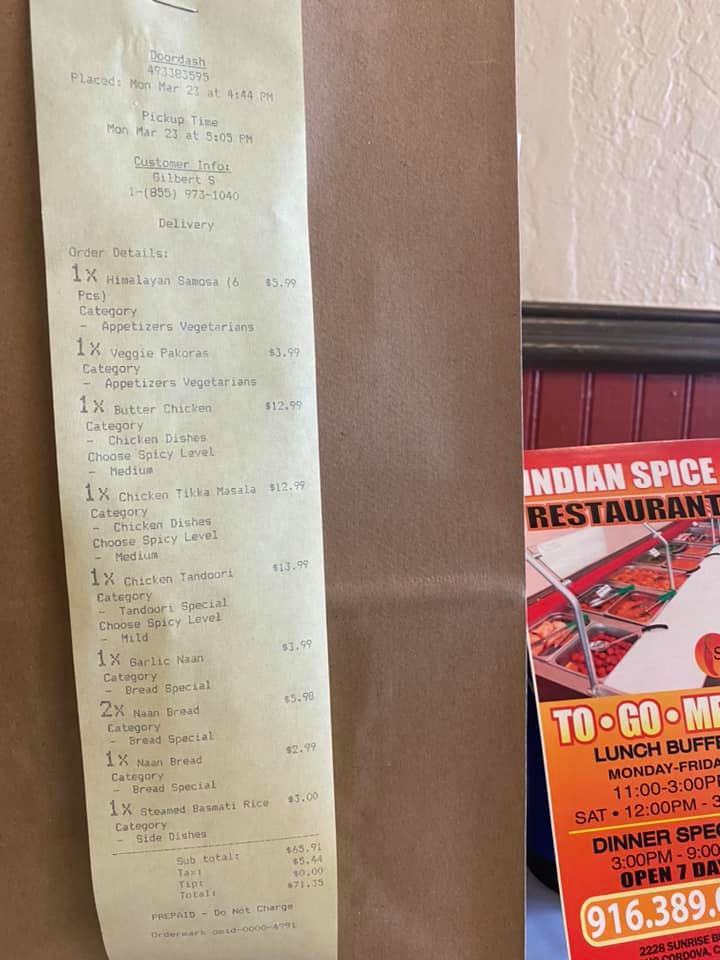 Doordash
493383595
Placed: Mon Mar 23 at 4:44 PM
Pickup Time
Mon Mar 23 at 5:05 PM
Customer Info:
Gilbert S
1-(855) 973-1040
Delivery
Order Details:
1x Himalayan Samosa (6 $5.99
Pcs)
Category
- Appetizers Vegetarians
1x Veggie Pakoras $3.99
Category
- Appetizers Vegetarians
1x Butter Chicken $12.99
Category
- Chicken Dishes
Choose Spicy Level
- Medium
1x Chicken Tikka Masala $12.99
Category
- Chicken Dishes
Choose Spicy Level
- Medium
1x Chicken Tandoori $13.99
Category
- Tandoori Special
Choose Spicy Level
- Mild
1x Garlic Naan $3.99
Category
- Bread Special
2x Naan Bread $5.98
Category
- Bread Special
1x Naan Bread $2.99
Category
- Bread Special
1x Steamed Basmati Rice $3.00
Category
- Side Dishes
Sub total: $65.91
Tax: $5.44
Tip: $0.00
Total: $71.35
PREPAID - Do Not Charge
Ordermark omid-0000-4991
INDIAN SPICE
RESTAURANT
TO•GO•ME
LUNCH BUFFE
MONDAY-FRIDA
11:00-3:00P
SAT • 12:00PM - 3
DINNER SPEC
3:00PM - 9:00
OPEN 7 DA
916.389.
2228 SUNRISE B
CORDOVA, C